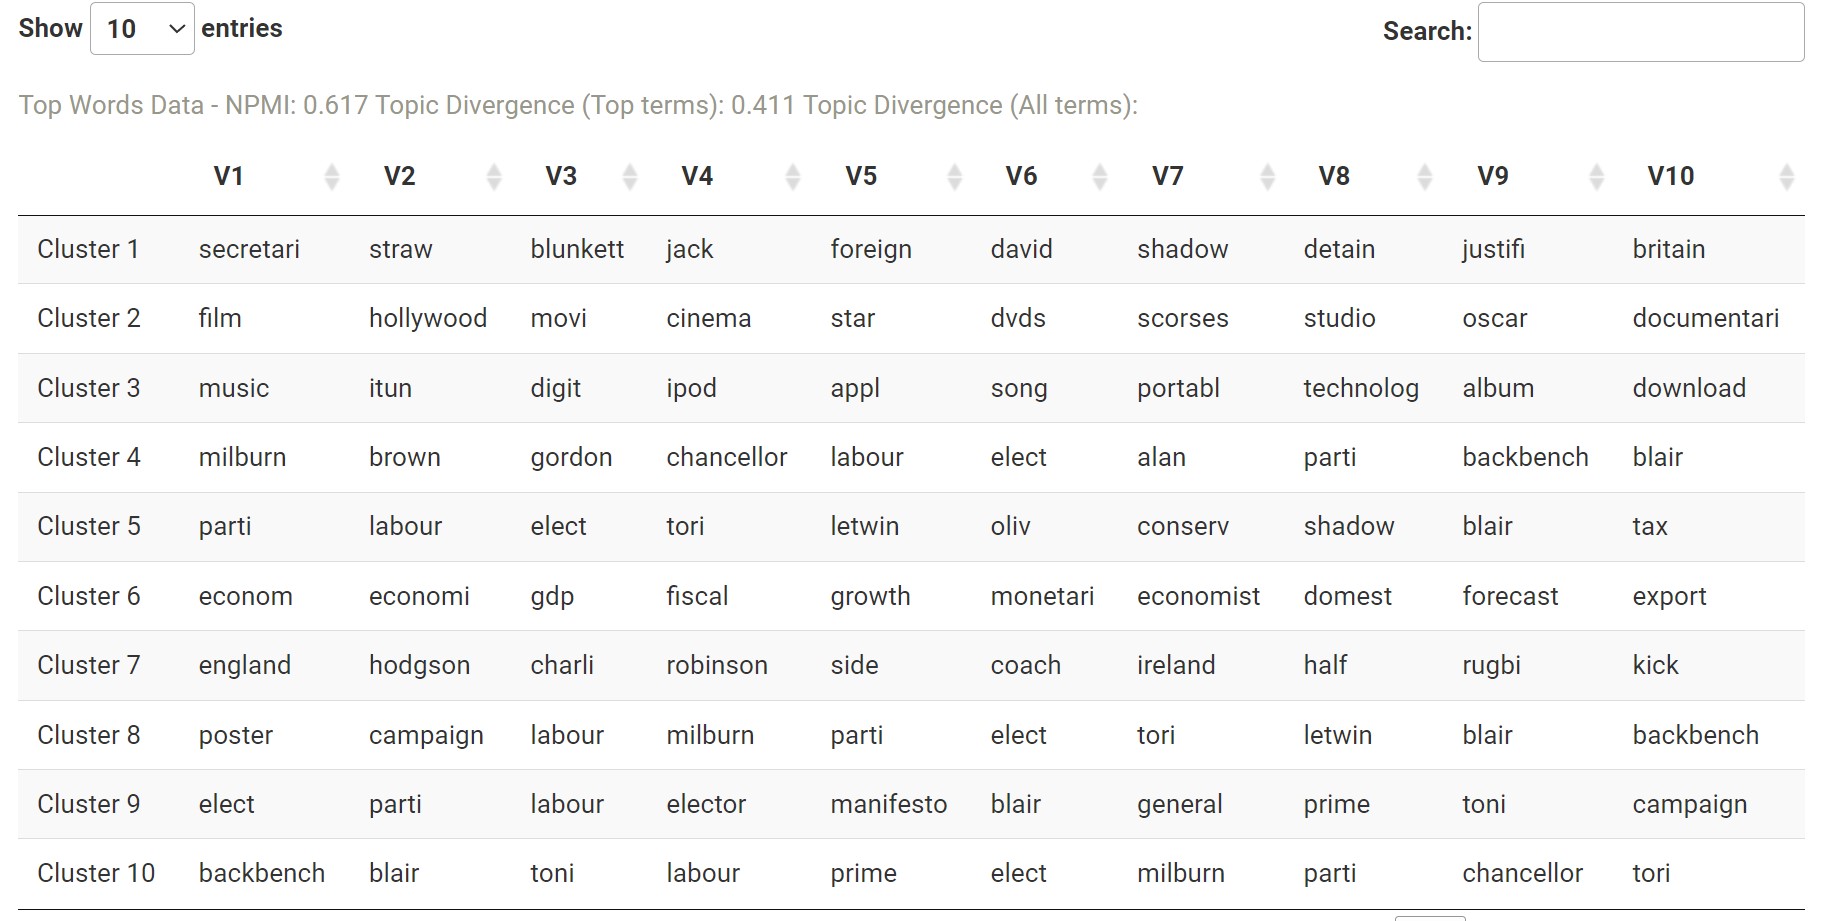 Show 10 entries Search:
Top Words Data - NPMI: 0.617 Topic Divergence (Top terms): 0.411 Topic Divergence (All terms):
V1 V2 V3 V4 V5 V6 V7 V8 V9 V10
Cluster 1 secretari straw blunkett jack foreign david shadow detain justifi britain
Cluster 2 film hollywood movi cinema star dvds scorses studio oscar documentari
Cluster 3 music itun digit ipod appl song portabl technolog album download
Cluster 4 milburn brown gordon chancellor labour elect alan parti backbench blair
Cluster 5 parti labour elect tori letwin oliv conserv shadow blair tax
Cluster 6 econom economi gdp fiscal growth monetari economist domest forecast export
Cluster 7 england hodgson charli robinson side coach ireland half rugbi kick
Cluster 8 poster campaign labour milburn parti elect tori letwin blair backbench
Cluster 9 elect parti labour elector manifesto blair general prime toni campaign
Cluster 10 backbench blair toni labour prime elect milburn parti chancellor tori